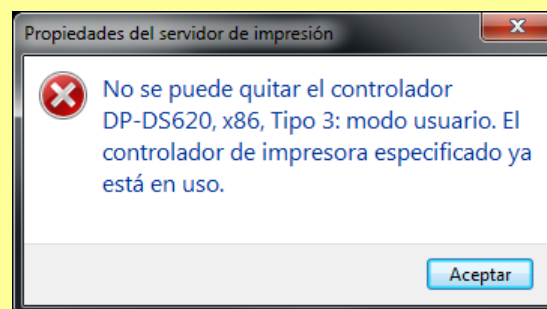 Propiedades del servidor de impresión
No se puede quitar el controlador
DP-DS620, x86, Tipo 3: modo usuario. El
controlador de impresora especificado ya
está en uso.
Aceptar